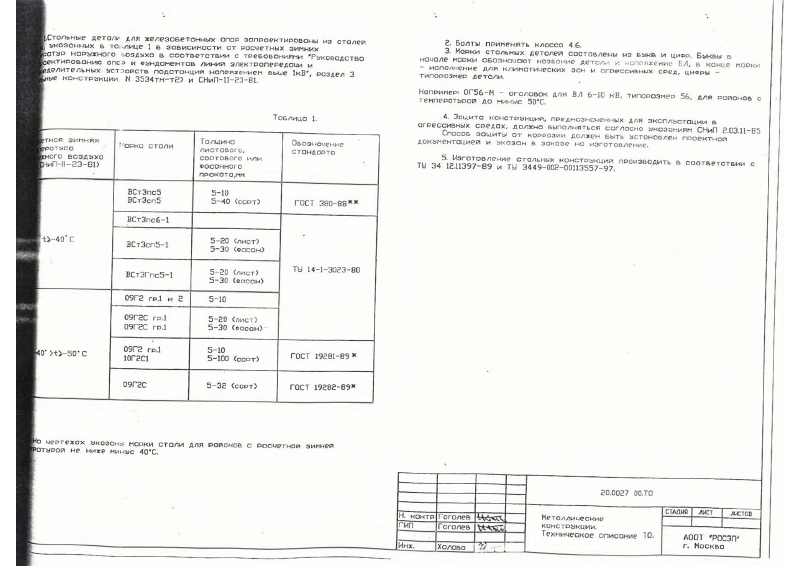 1.Стольные детали для железобетонных опор запроектированы из сталей
указанных в таблице 1 в зависимости от расчетных зимних
ратур наружного воздуха в соответствии с требованиями "Руководство
ектированию опор и фундаментов линий электропередачи и
еделительных устройств подстанций напряжением выше 1кВ", раздел 3
ные конструкции. N 3534тм-т2) и СНиП-II-23-81.
Таблица 1.
етная зимняя
пература
жного воздуха
СНиП-II-23-81)
Марка стали
Толщина
листового,
сортового или
фасонного
проката,мм
Обозначение
стандарта
t≥-40°С
ВСт3пс5
ВСт3сп5
5-10
5-40 (сорт)
ГОСТ 380-88**
ВСт3пс6-1
ВСт3сп5-1
5-20 (лист)
5-30 (фасон)
ВСт3Гпс5-1
5-20 (лист)
5-30 (фасон)
ТУ 14-1-3023-80
09Г2 гр.1 и 2
5-10
09Г2С гр.1
09Г2С гр.1
5-20 (лист)
5-30 (фасон)
40°>t≥-50°С
09Г2 гр.1
10Г2С1
5-10
5-100 (сорт)
ГОСТ 19281-89*
09Г2С
5-32 (сорт)
ГОСТ 19282-89*
На чертежах указаны марки стали для районов с расчетной зимней
ратурой не ниже минус 40°С.
2. Болты применять класса 4.6.
3. Марки стальных деталей составлены из букв и цифр. Буквы в
начале марки обозначают название детали и напряжение ВЛ, в конце марки
- исполнение для климатических зон и агрессивных сред, цифры -
типоразмер детали.
Например ОГ56-М - оголовок для ВЛ 6-10 кВ, типоразмер 56, для районов с
температурой до минус 50°С.
4. Защита конструкций, предназначенных для эксплуатации в
агрессивных средах, должна выполняться согласно указаниям СНиП 2.03.11-85
Способ защиты от коррозии должен быть установлен проектной
документацией и указан в заказе на изготовление.
5. Изготовление стальных конструкций производить в соответствии с
ТУ 34 12.11397-89 и ТУ 3449-002-00113557-97.
20.0027 00.ТО
Н. контр Гоголев
ГИП Гоголев
Инж. Холова
Металлические
конструкции.
Техническое описание ТО.
СТАДИЯ ЛИСТ ЛИСТОВ
АООТ "РОСЭП"
г. Москва